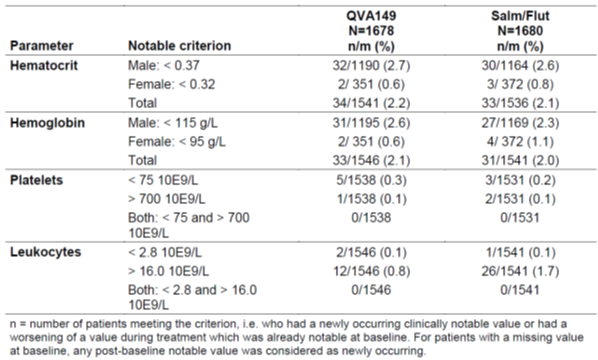 QVA149 Salm/Flut
N=1678 N=1680
Parameter Notable criterion n/m (%) n/m (%)
Hematocrit Male: < 0.37 32/1190 (2.7) 30/1164 (2.6)
Female: < 0.32 2/ 351 (0.6) 3/ 372 (0.8)
Total 34/1541 (2.2) 33/1536 (2.1)
Hemoglobin Male: < 115 g/L 31/1195 (2.6) 27/1169 (2.3)
Female: < 95 g/L 2/ 351 (0.6) 4/ 372 (1.1)
Total 33/1546 (2.1) 31/1541 (2.0)
Platelets < 75 10E9/L 5/1538 (0.3) 3/1531 (0.2)
> 700 10E9/L 1/1538 (0.1) 2/1531 (0.1)
Both: < 75 and > 700 0/1538 0/1531
10E9/L
Leukocytes < 2.8 10E9/L 2/1546 (0.1) 1/1541 (0.1)
> 16.0 10E9/L 12/1546 (0.8) 26/1541 (1.7)
Both: < 2.8 and > 16.0 0/1546 0/1541
10E9/L
n = number of patients meeting the criterion, i.e. who had a newly occurring clinically notable value or had a
worsening of a value during treatment which was already notable at baseline. For patients with a missing value
at baseline, any post-baseline notable value was considered as newly occurring.